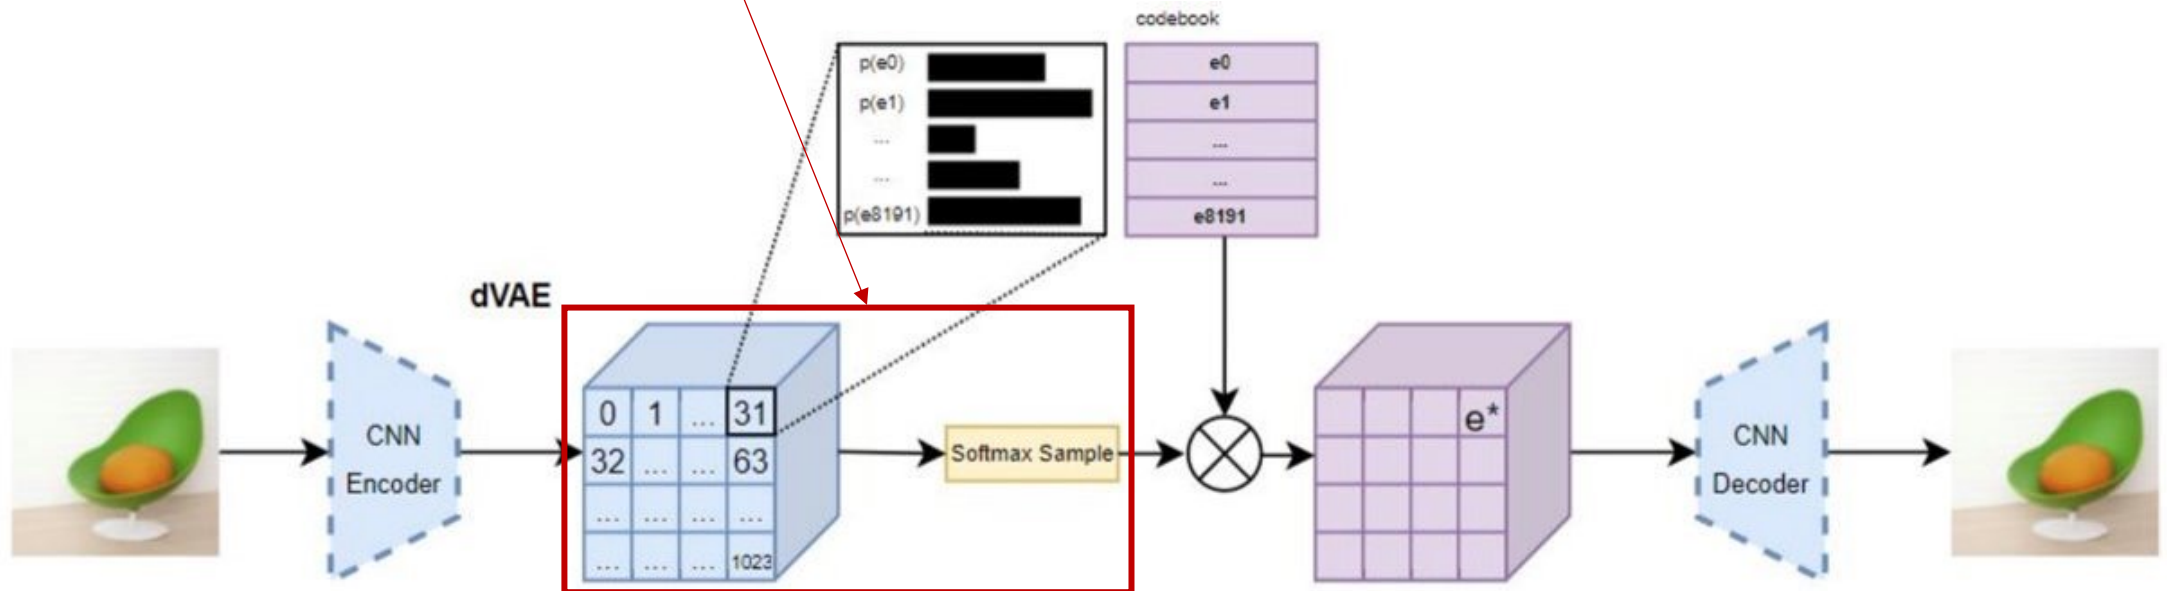 codebook
p(e0)
p(e1)
...
...
p(e8191)
e0
e1
...
...
e8191
dVAE
CNN
Encoder
0 1 ... 31
32 ... ... 63
... ... ... ...
... ... ... 1023
Softmax Sample
e*
CNN
Decoder